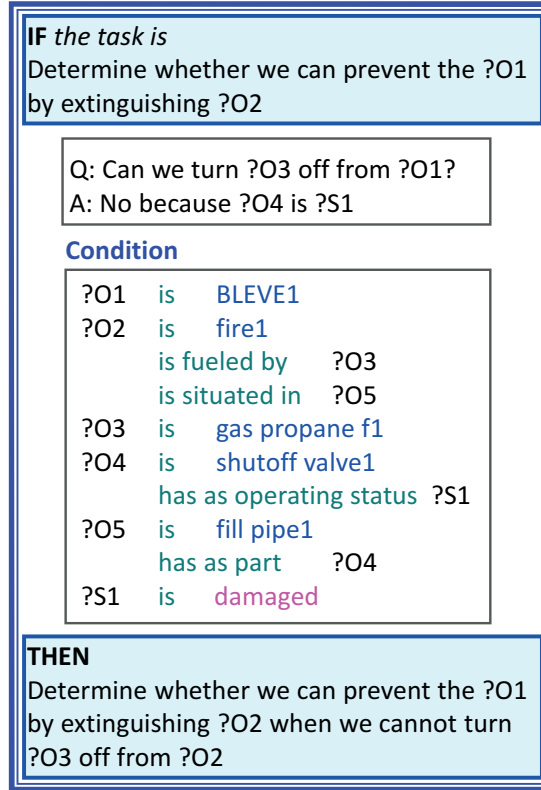 IF the task is
Determine whether we can prevent the ?O1
by extinguishing ?O2
Q: Can we turn ?O3 off from ?O1?
A: No because ?O4 is ?S1
Condition
?O1 is BLEVE1
?O2 is fire1
is fueled by ?O3
is situated in ?O5
?O3 is gas propane f1
?O4 is shutoff valve1
has as operating status ?S1
?O5 is fill pipe1
has as part ?O4
?S1 is damaged
THEN
Determine whether we can prevent the ?O1
by extinguishing ?O2 when we cannot turn
?O3 off from ?O2